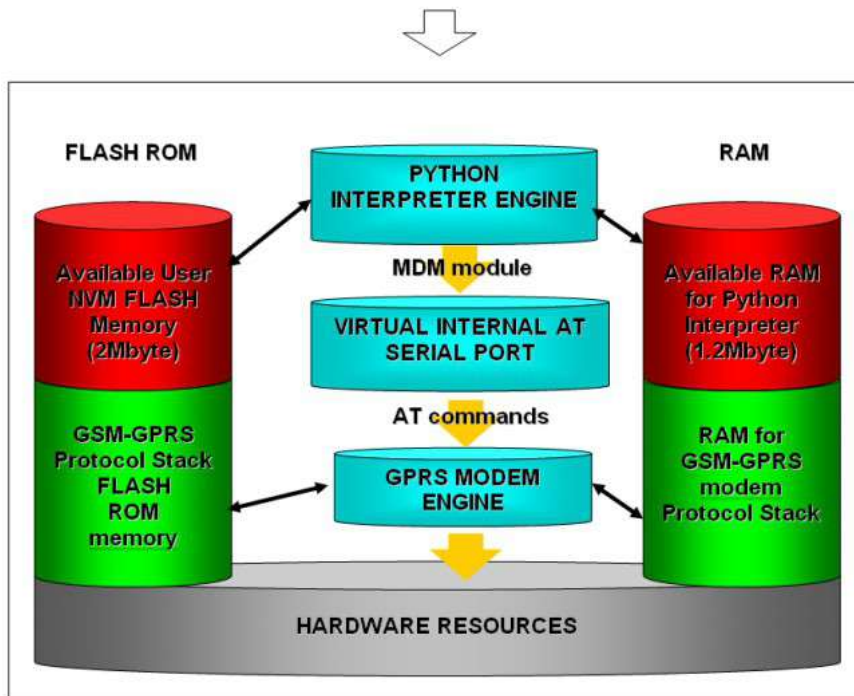 FLASH ROM
RAM
PYTHON
INTERPRETER ENGINE
MDM module
Available User
NVM FLASH
Memory
(2Mbyte)
Available RAM
for Python
Interpreter
(1.2Mbyte)
VIRTUAL INTERNAL AT
SERIAL PORT
AT commands
GSM-GPRS
Protocol Stack
FLASH
ROM
memory
GPRS MODEM
ENGINE
RAM for
GSM-GPRS
modem
Protocol Stack
HARDWARE RESOURCES